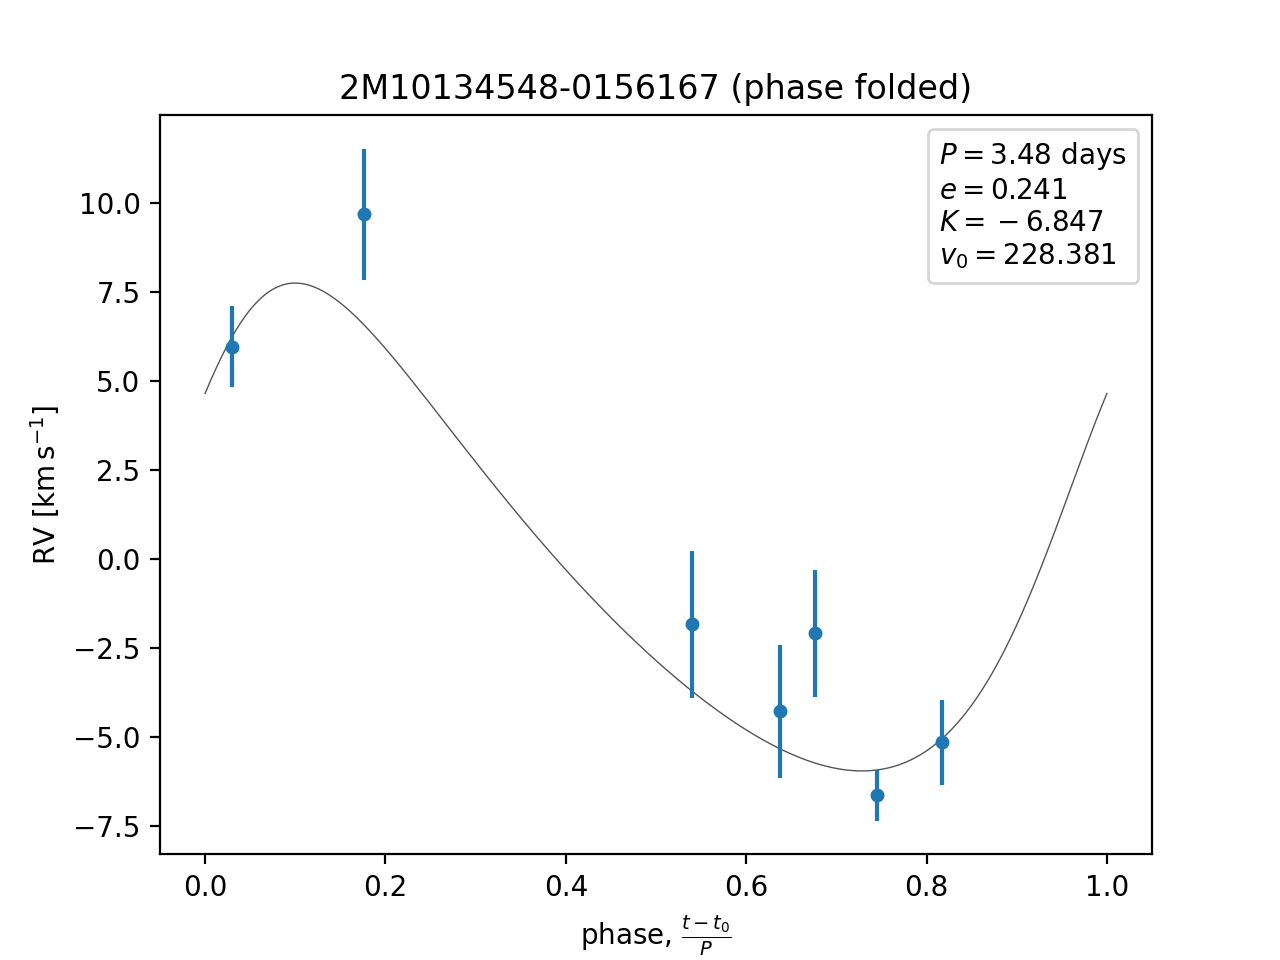 2M10134548-0156167 (phase folded)
P = 3.48 days
e = 0.241
K = −6.847
v₀ = 228.381
10.0
7.5
5.0
2.5
0.0
−2.5
−5.0
−7.5
RV [km s⁻¹]
0.0 0.2 0.4 0.6 0.8 1.0
phase, (t − t₀)/P